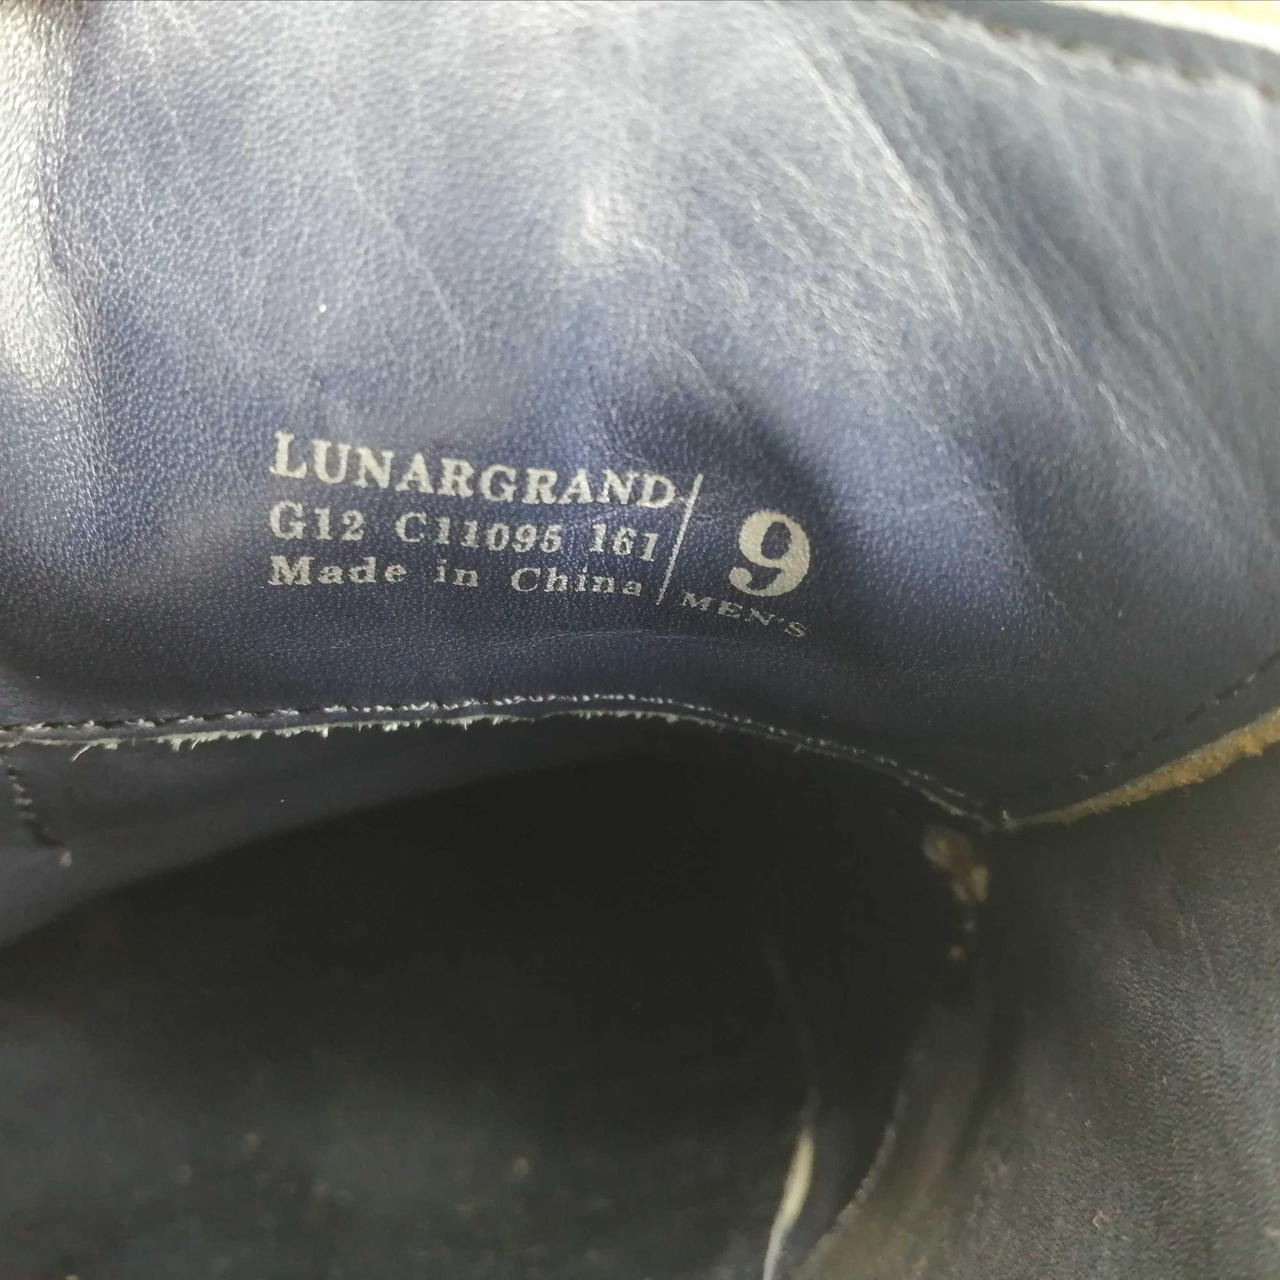 LUNARGRAND
G12 C11095 161
Made in China
9
MEN'S